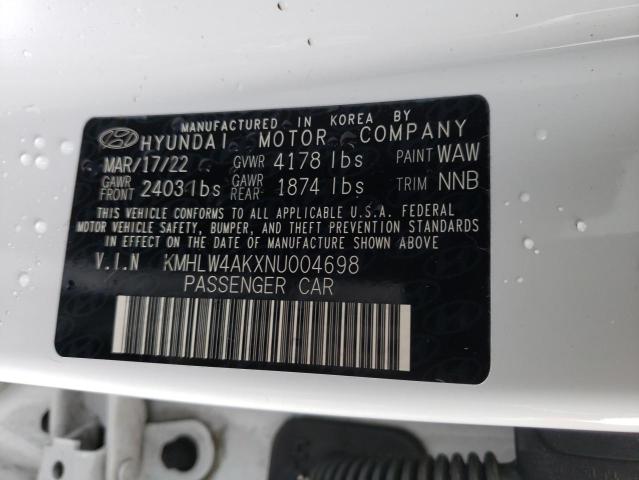 MANUFACTURED IN KOREA BY
HYUNDAI MOTOR COMPANY
MAR/17/22 GVWR 4178 lbs PAINT WAW
GAWR FRONT 2403 lbs GAWR REAR: 1874 lbs TRIM NNB
THIS VEHICLE CONFORMS TO ALL APPLICABLE U.S.A. FEDERAL
MOTOR VEHICLE SAFETY, BUMPER, AND THEFT PREVENTION STANDARDS
IN EFFECT ON THE DATE OF MANUFACTURE SHOWN ABOVE
V.I.N KMHLW4AKXNU004698
PASSENGER CAR